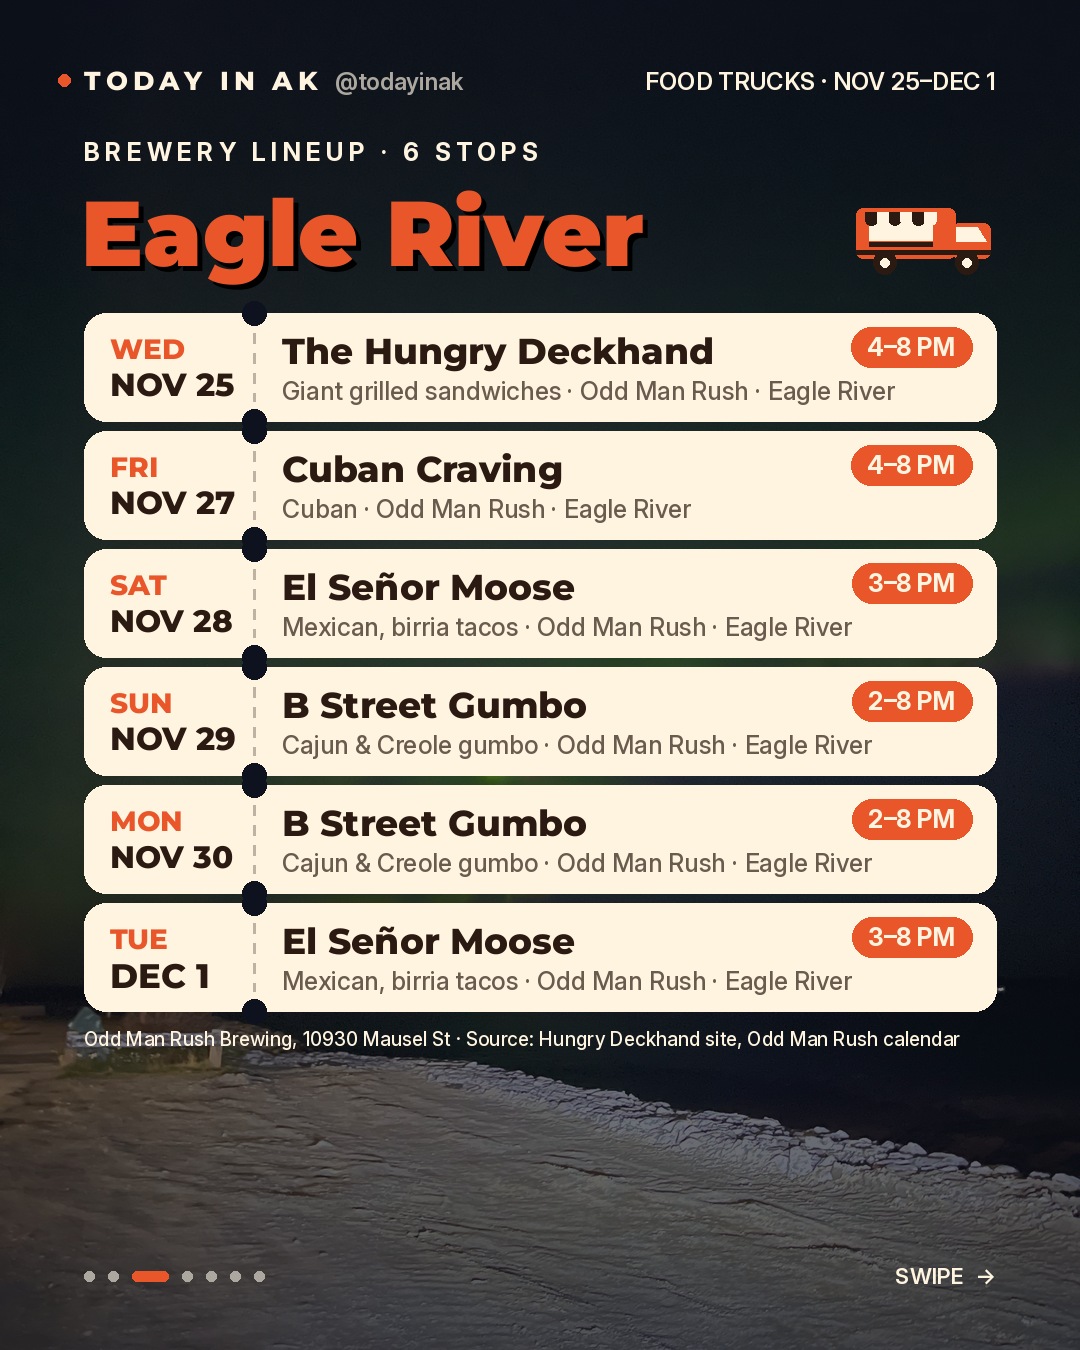 TODAY IN AK @todayinak
FOOD TRUCKS · NOV 25–DEC 1
BREWERY LINEUP · 6 STOPS
Eagle River
WED
NOV 25
The Hungry Deckhand
4–8 PM
Giant grilled sandwiches · Odd Man Rush · Eagle River
FRI
NOV 27
Cuban Craving
4–8 PM
Cuban · Odd Man Rush · Eagle River
SAT
NOV 28
El Señor Moose
3–8 PM
Mexican, birria tacos · Odd Man Rush · Eagle River
SUN
NOV 29
B Street Gumbo
2–8 PM
Cajun & Creole gumbo · Odd Man Rush · Eagle River
MON
NOV 30
B Street Gumbo
2–8 PM
Cajun & Creole gumbo · Odd Man Rush · Eagle River
TUE
DEC 1
El Señor Moose
3–8 PM
Mexican, birria tacos · Odd Man Rush · Eagle River
Odd Man Rush Brewing, 10930 Mausel St · Source: Hungry Deckhand site, Odd Man Rush calendar
SWIPE →